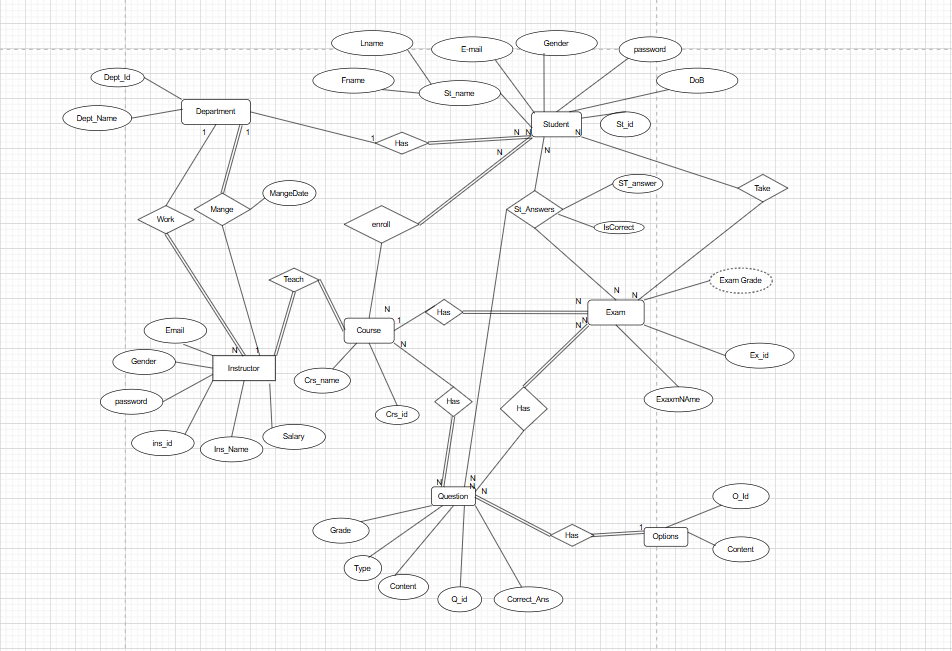 Lname
E-mail
Gender
password
Dept_Id
Fname
St_name
DoB
Dept_Name
Department
Student
St_id
1
1
1
Has
N
N
N
N
N
ST_answer
Take
MangeDate
Work
Mange
enroll
St_Answers
IsCorrect
Teach
Exam Grade
N
N
N
N
Has
Exam
1
N
N
Email
Course
N
N
1
Gender
Instructor
Ex_id
Crs_name
password
Has
Has
ExaxmNAme
Crs_id
ins_id
Ins_Name
Salary
N
N
N
N
Question
O_Id
Grade
Has
1
Options
Content
Type
Content
Q_id
Correct_Ans